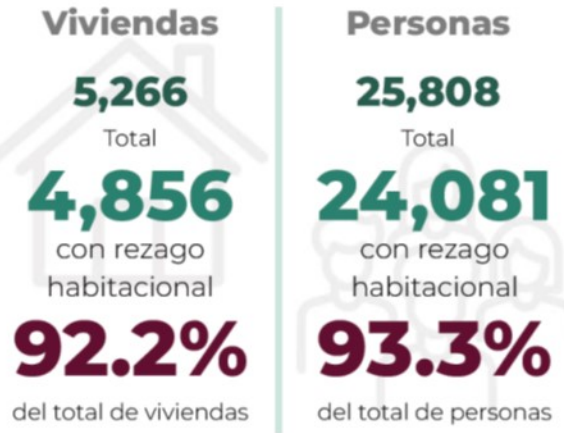 Viviendas
5,266
Total
4,856
con rezago
habitacional
92.2%
del total de viviendas
Personas
25,808
Total
24,081
con rezago
habitacional
93.3%
del total de personas